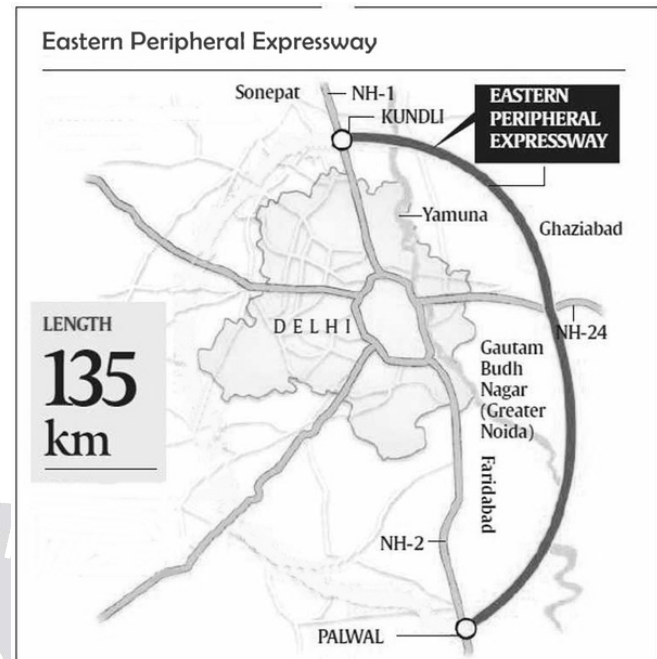 Eastern Peripheral Expressway
Sonepat
NH-1
KUNDLI
EASTERN
PERIPHERAL
EXPRESSWAY
Yamuna
Ghaziabad
LENGTH
135
km
DELHI
NH-24
Gautam
Budh
Nagar
(Greater
Noida)
Faridabad
NH-2
PALWAL